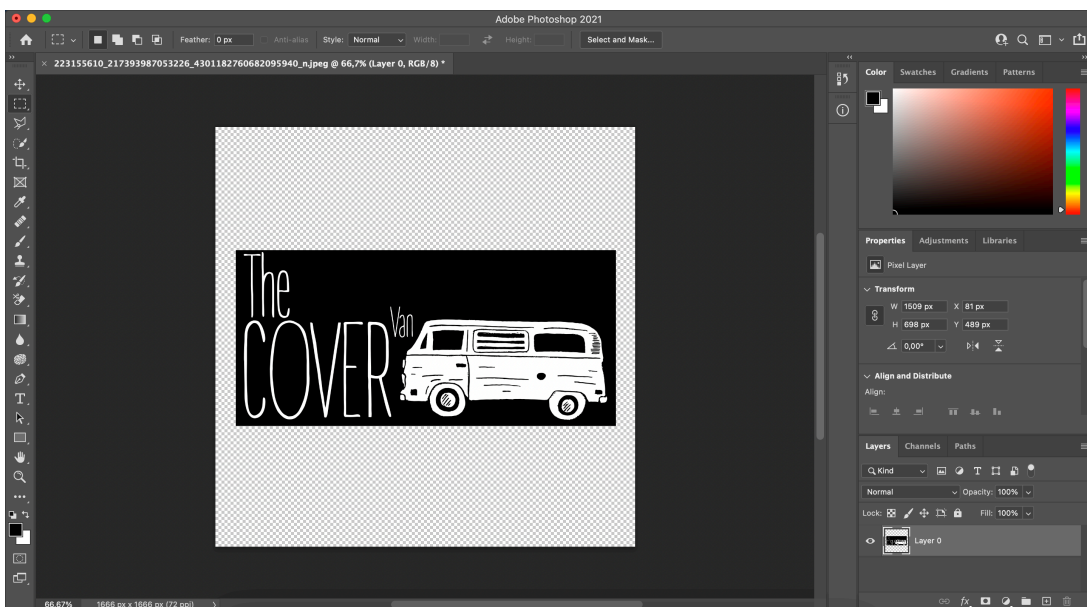 Adobe Photoshop 2021
Feather: 0 px Anti-alias Style: Normal Width: Height: Select and Mask...
× 223155610_217393987053226_4301182760682095940_n.jpeg @ 66,7% (Layer 0, RGB/8) *
The
COVER
Van
Color Swatches Gradients Patterns
Properties Adjustments Libraries
Pixel Layer
Transform
W 1509 px X 81 px
H 698 px Y 489 px
0,00°
Align and Distribute
Align:
Layers Channels Paths
Kind
Normal Opacity: 100%
Lock: Fill: 100%
Layer 0
fx
66,67% 1666 px x 1666 px (72 ppi)